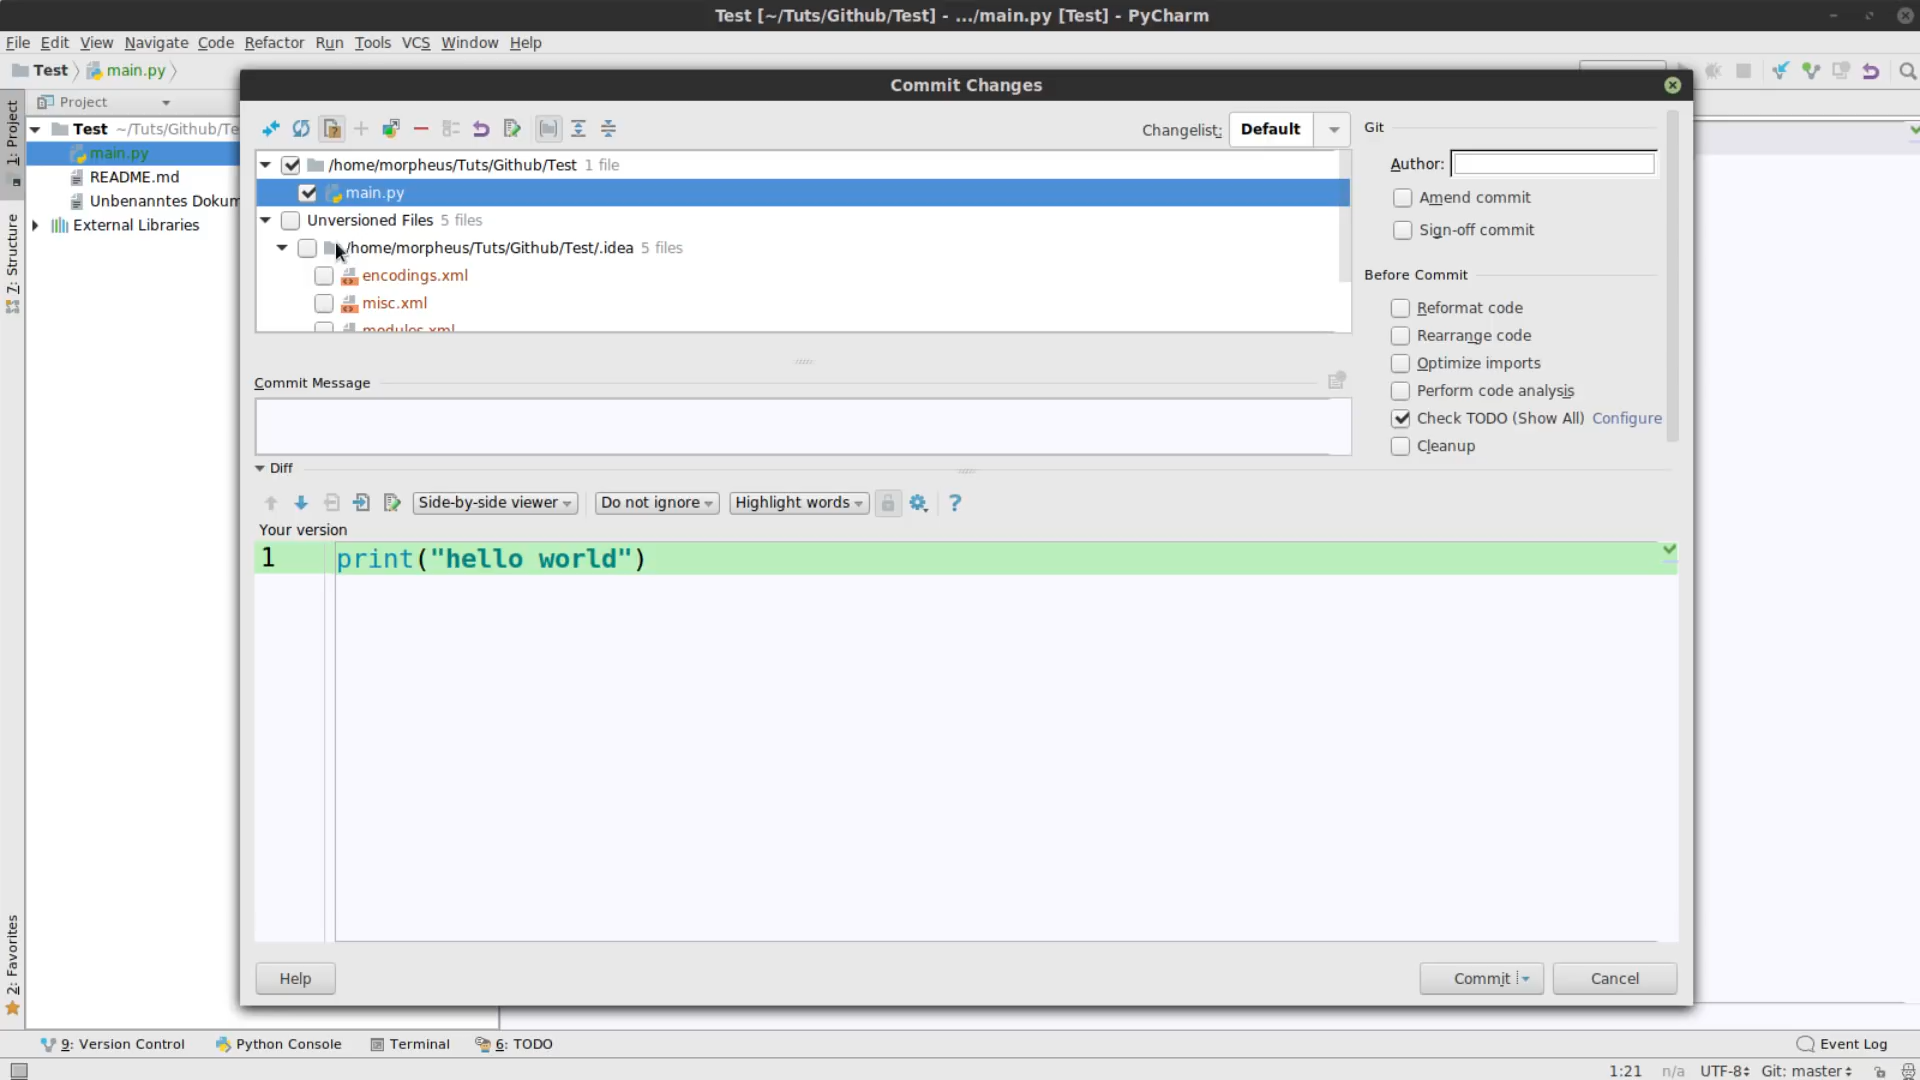 Test [~/Tuts/Github/Test] - .../main.py [Test] - PyCharm
File Edit View Navigate Code Refactor Run Tools VCS Window Help
Test main.py
Project
Test ~/Tuts/Github/Te
main.py
README.md
Unbenanntes Dokum
External Libraries
1: Project
7: Structure
2: Favorites
Commit Changes
Changelist: Default
/home/morpheus/Tuts/Github/Test 1 file
main.py
Unversioned Files 5 files
/home/morpheus/Tuts/Github/Test/.idea 5 files
encodings.xml
misc.xml
modules.xml
Git
Author:
Amend commit
Sign-off commit
Before Commit
Reformat code
Rearrange code
Optimize imports
Perform code analysis
Check TODO (Show All) Configure
Cleanup
Commit Message
Diff
Side-by-side viewer Do not ignore Highlight words ?
Your version
1 print("hello world")
Help Commit Cancel
9: Version Control Python Console Terminal 6: TODO Event Log
1:21 n/a UTF-8 Git: master